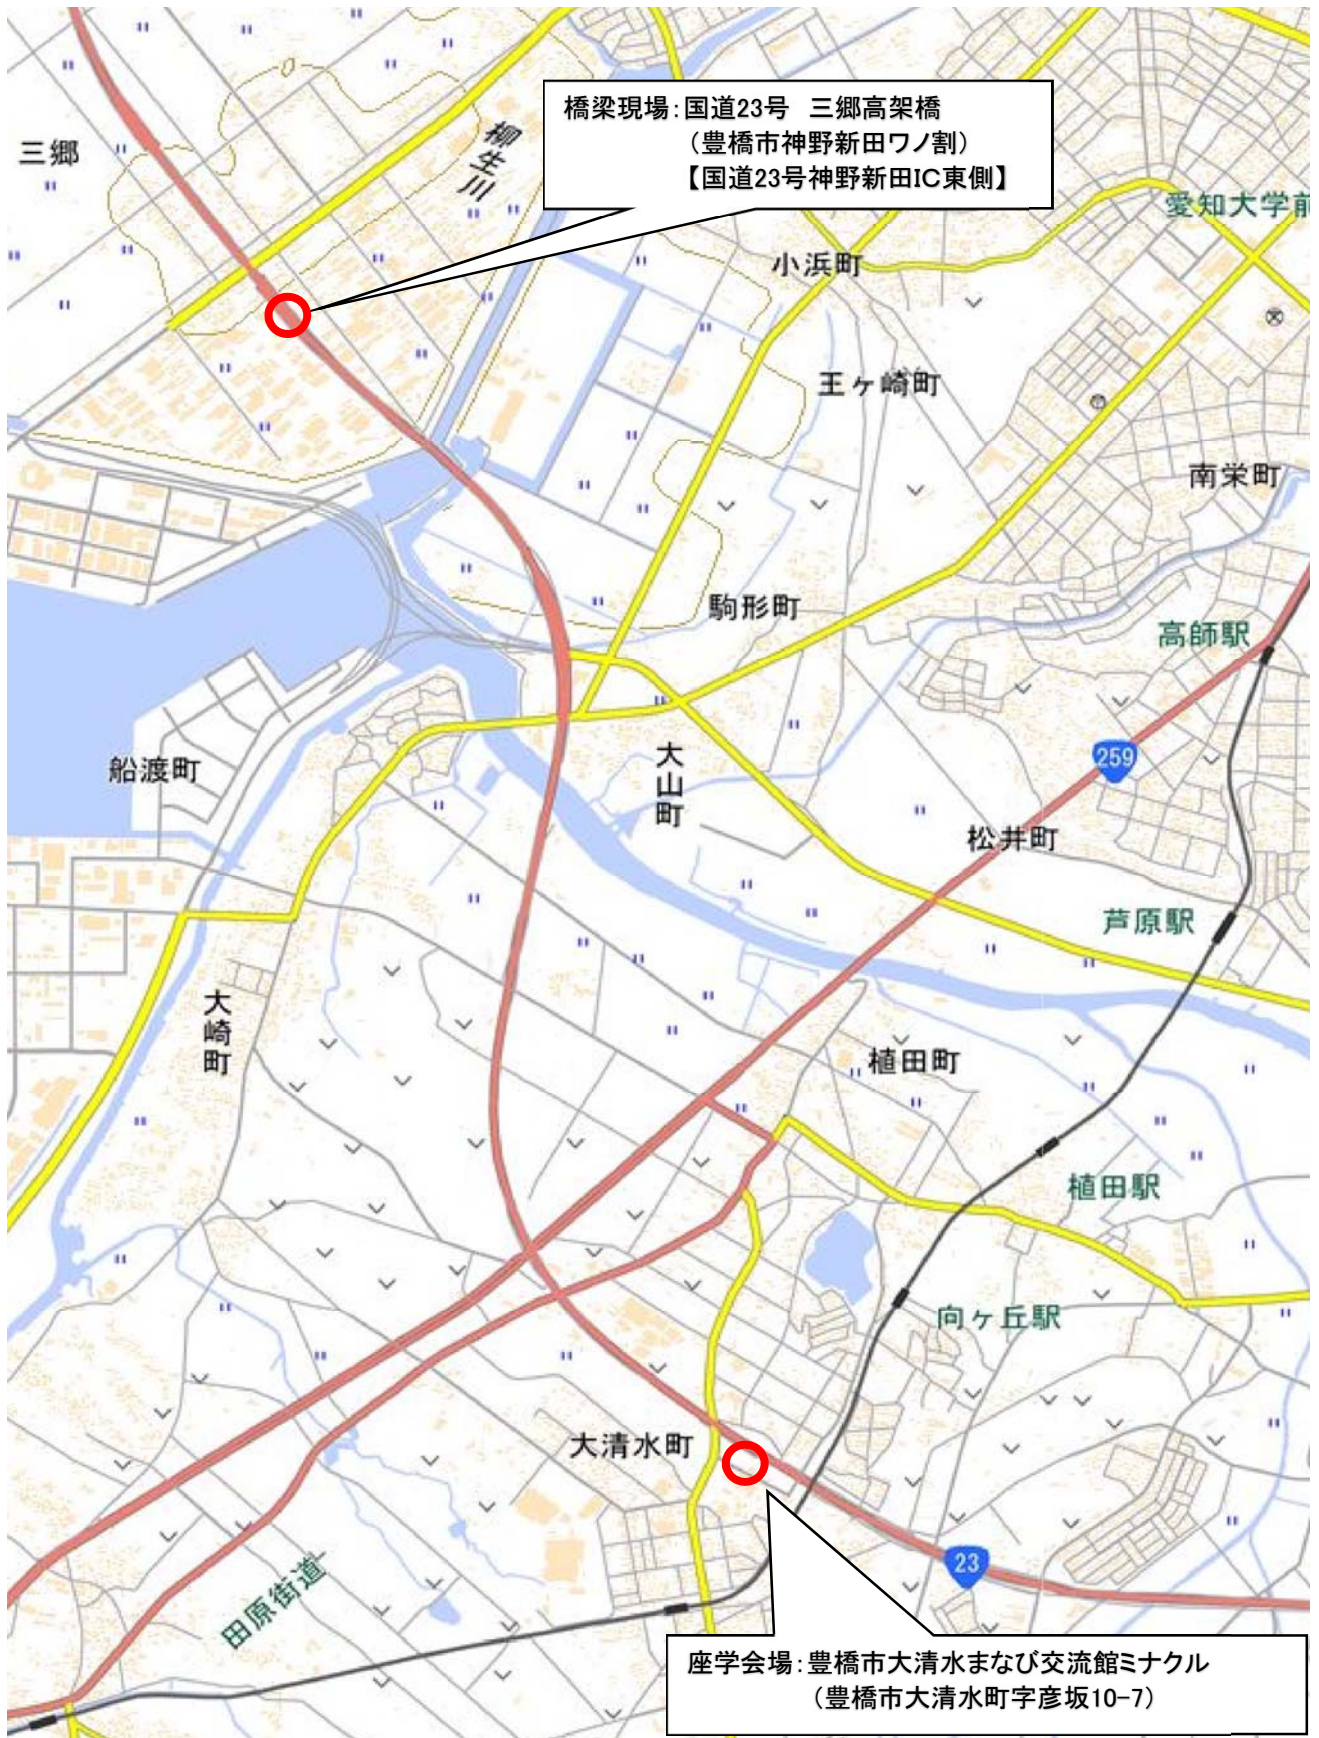 橋梁現場：国道23号　三郷高架橋
（豊橋市神野新田ワノ割）
【国道23号神野新田IC東側】
三郷
柳生川
愛知大学前
小浜町
王ヶ崎町
南栄町
駒形町
高師駅
259
大山町
船渡町
松井町
芦原駅
大崎町
植田町
植田駅
向ヶ丘駅
大清水町
23
田原街道
座学会場：豊橋市大清水まなび交流館ミナクル
（豊橋市大清水町字彦坂10-7）